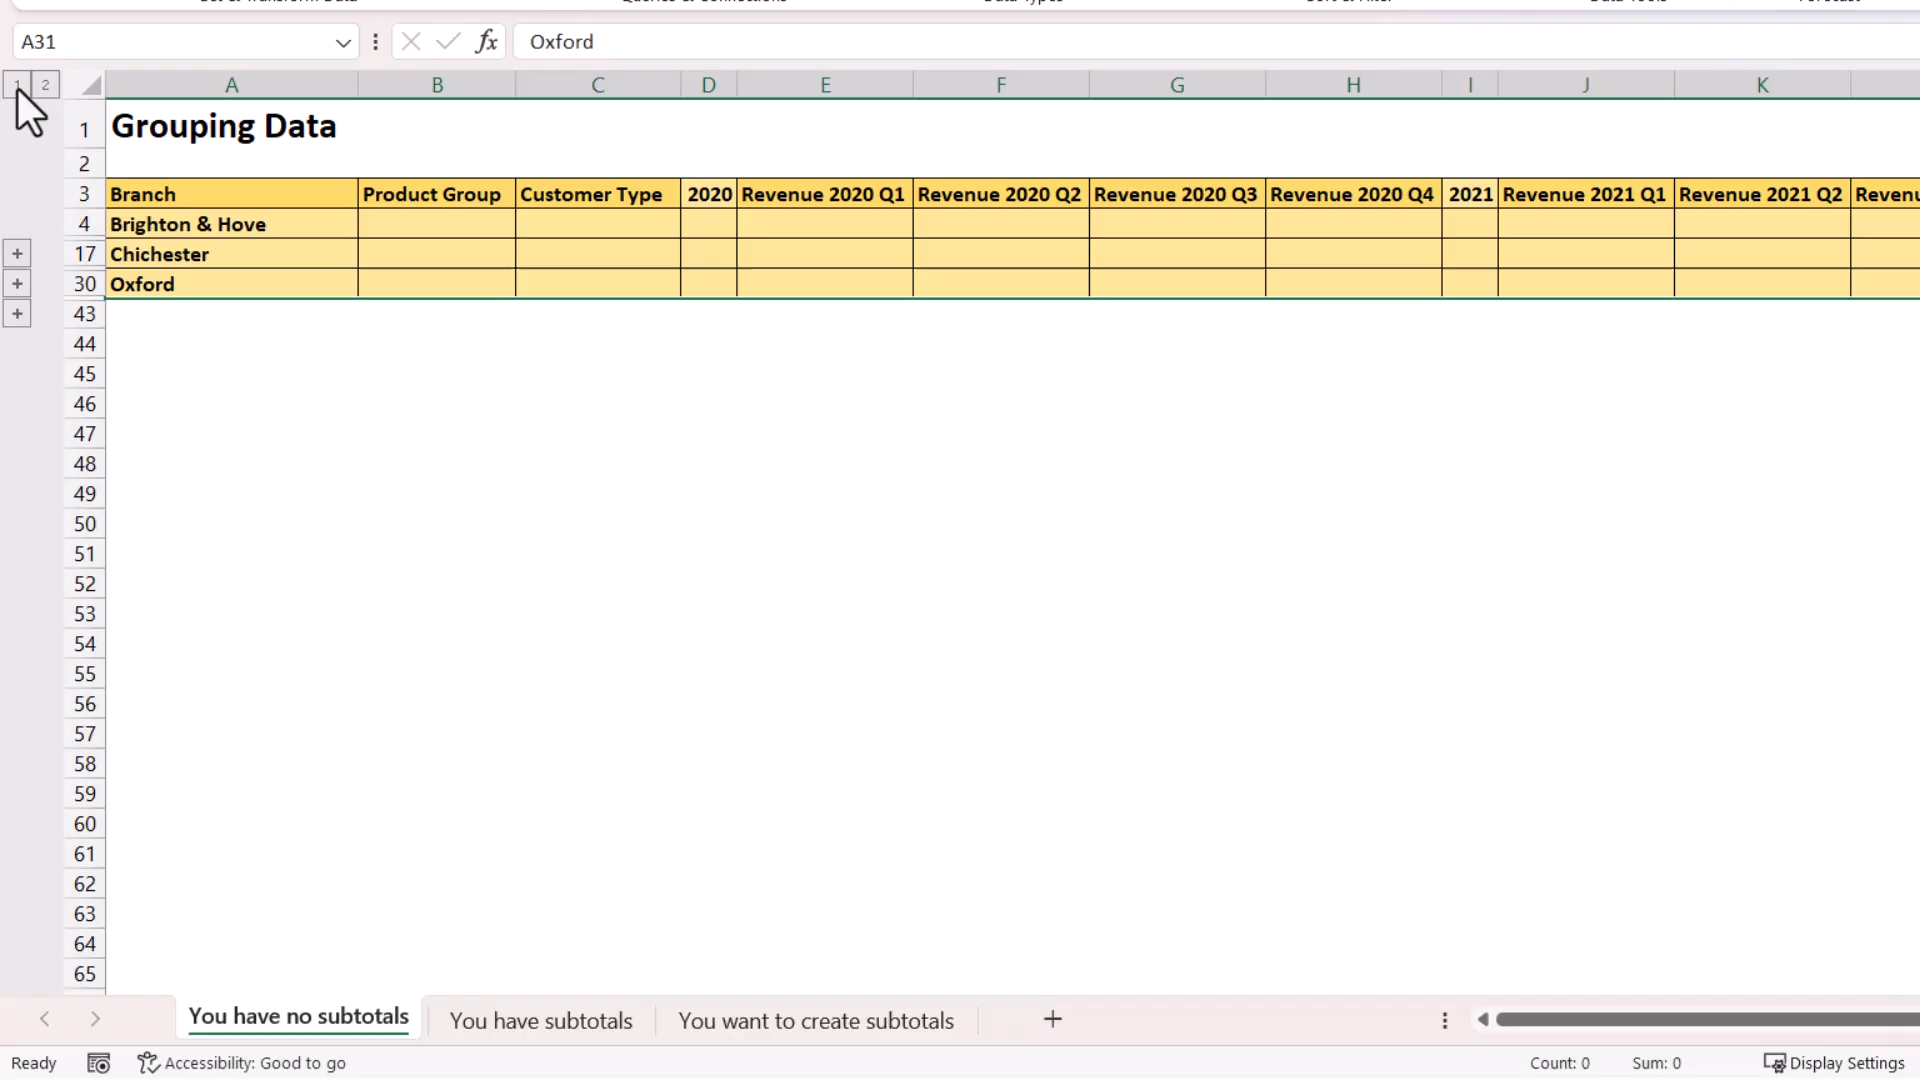 A31 fx Oxford
1 2 A B C D E F G H I J K
1 Grouping Data
2
3 Branch Product Group Customer Type 2020 Revenue 2020 Q1 Revenue 2020 Q2 Revenue 2020 Q3 Revenue 2020 Q4 2021 Revenue 2021 Q1 Revenue 2021 Q2
4 Brighton & Hove
+ 17 Chichester
+ 30 Oxford
+ 43
44
45
46
47
48
49
50
51
52
53
54
55
56
57
58
59
60
61
62
63
64
65
You have no subtotals You have subtotals You want to create subtotals +
Ready Accessibility: Good to go Count: 0 Sum: 0 Display Settings